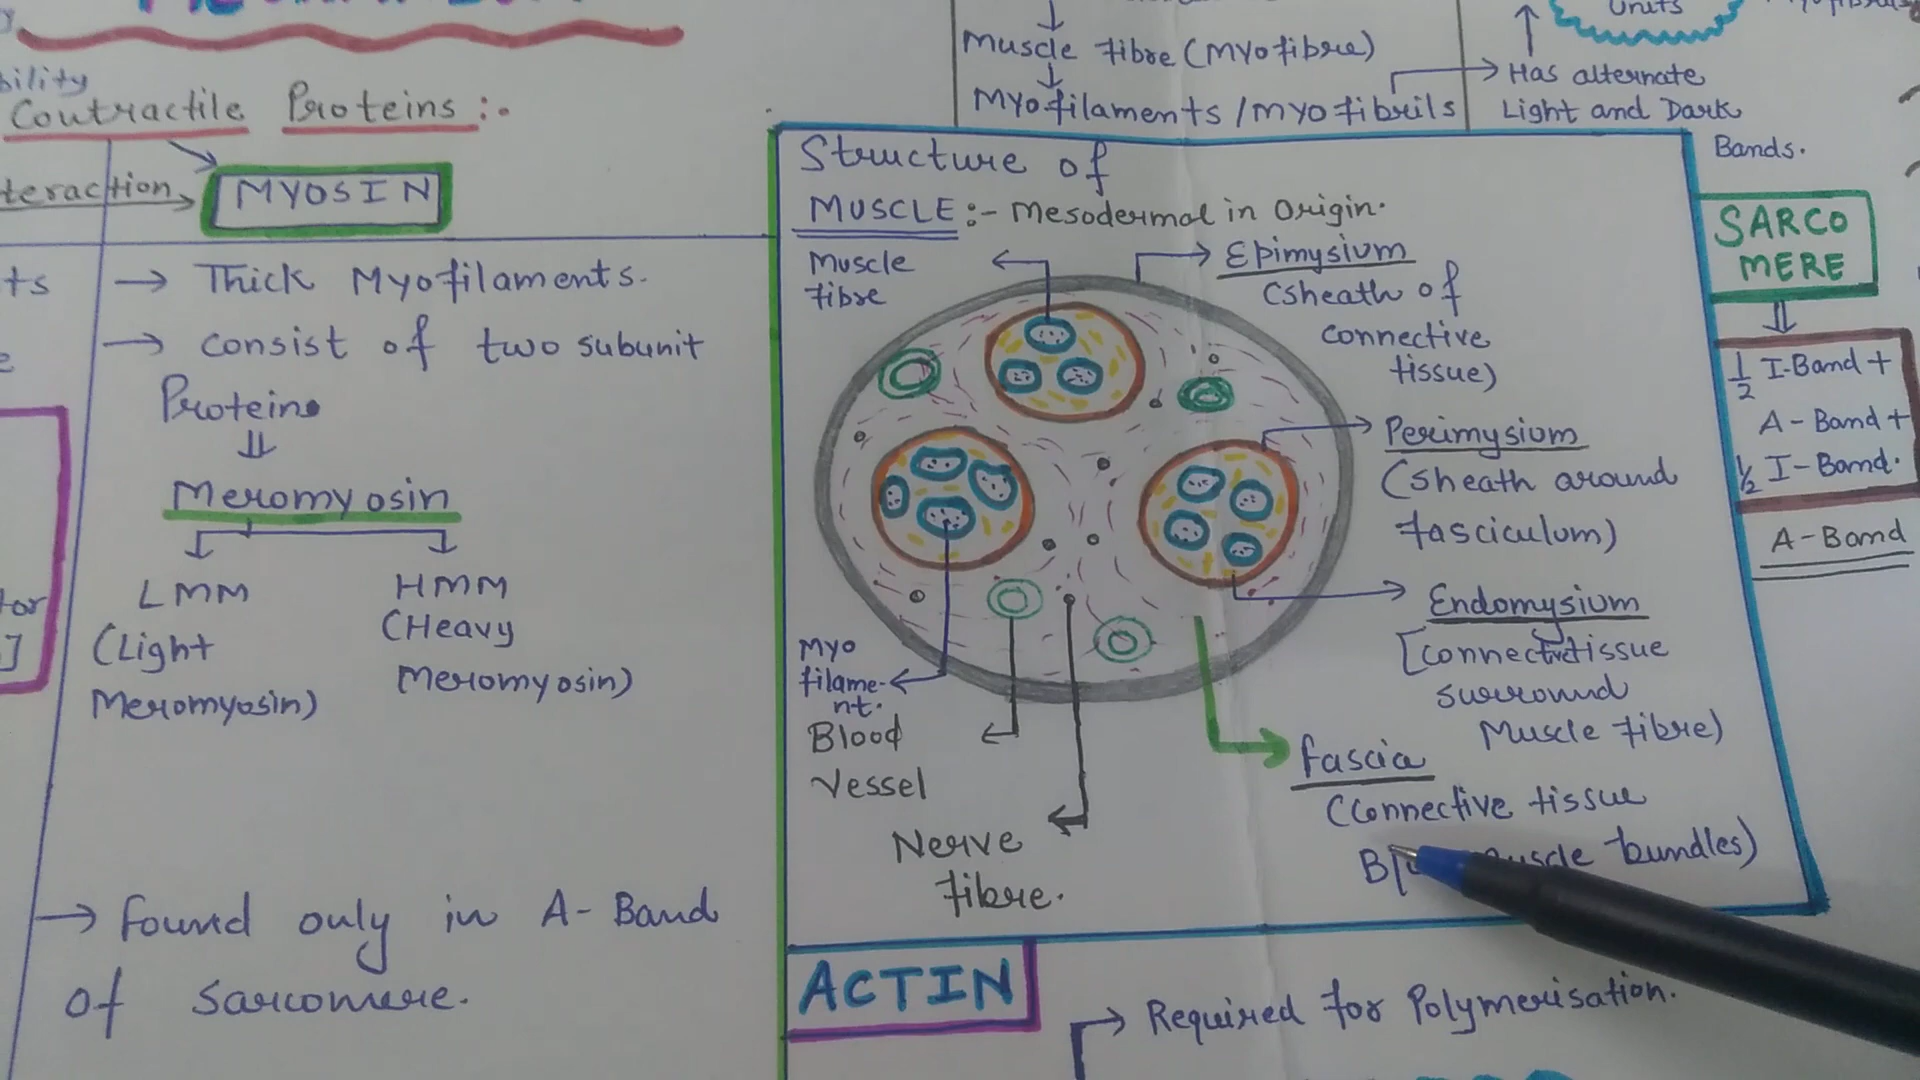 bility
Contractile Proteins :-
teraction
MYOSIN
ts
→ Thick Myofilaments.
→ consist of two subunit
Proteins
⇓
Meromyosin
LMM
(Light
Meromyosin)
HMM
(Heavy
Meromyosin)
for
]
→ found only in A-Band
of sarcomere.
Muscle fibre (Myofibre)
Myofilaments / Myofibrils
Units
Has alternate
Light and Dark
Bands.
Structure of
MUSCLE :- Mesodermal in Origin.
Muscle
fibre
Epimysium
(sheath of
connective
tissue)
Perimysium
(sheath around
fasciculum)
Endomysium
[connective tissue
surround
Muscle fibre)
Myo
filame-
nt.
Blood
Vessel
Nerve
fibre.
fascia
(Connective tissue
Muscle bundles)
SARCO
MERE
⇓
1/2 I-Band +
A-Band +
1/2 I-Band.
A-Band
ACTIN
→ Required for Polymerisation.